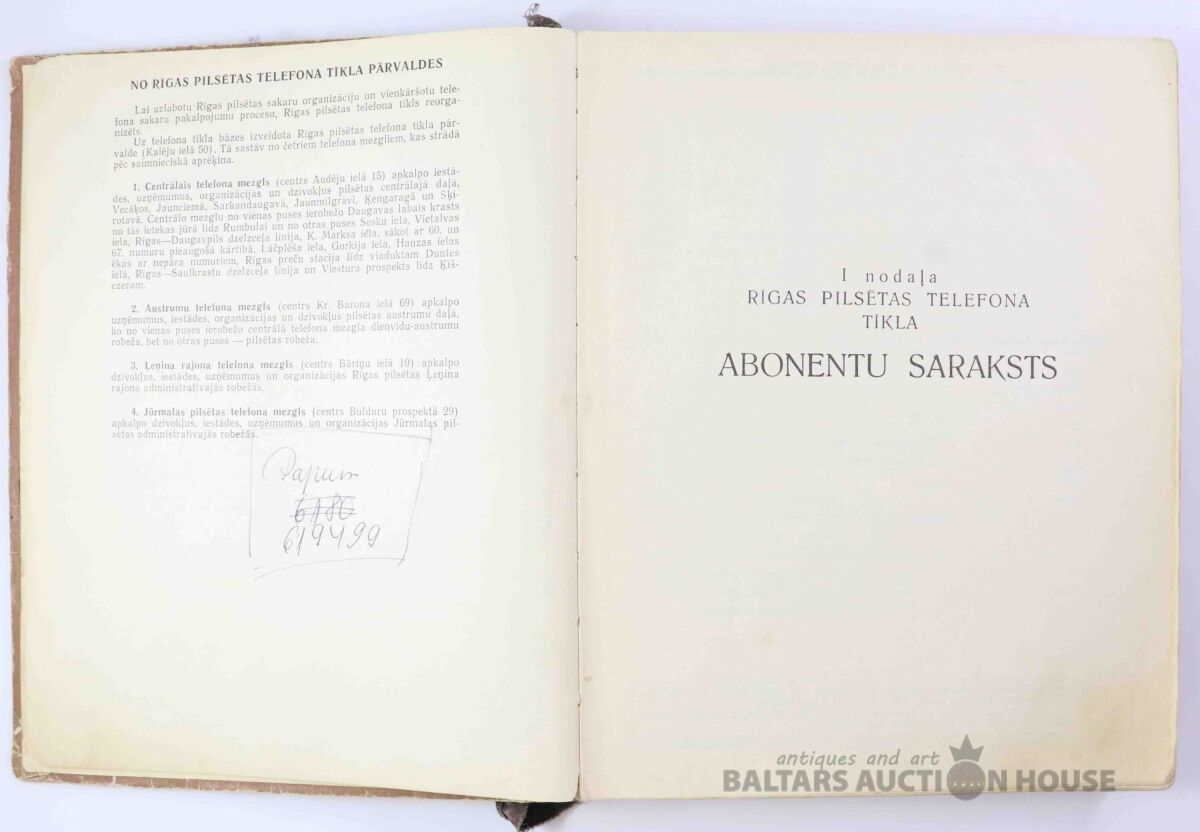 NO RĪGAS PILSĒTAS TELEFONA TĪKLA PĀRVALDES
Lai uzlabotu Rīgas pilsētas sakaru organizāciju un vienkāršotu tele-
fona sakaru pakalpojumu procesu, Rīgas pilsētas telefona tīkls reorga-
nizēts.
Uz telefona tīkla bāzes izveidota Rīgas pilsētas telefona tīkla pār-
valde (Kalēju ielā 50). Tā sastāv no četriem telefona mezgliem, kas strādā
pēc saimnieciskā aprēķina.
1. Centrālais telefona mezgls (centrs Audēju ielā 15) apkalpo iestā-
des, uzņēmumus, organizācijas un dzīvokļus pilsētas centrālajā daļā,
Vecāķos, Jaunciemā, Sarkandaugavā, Jaunmīlgrāvī, Ķengaragā un Šķi-
rotavā. Centrālo mezglu no vienas puses ierobežo Daugavas labais krasts
no tās ietekas jūrā līdz Rumbulai un no otras puses Sesku iela, Vietalvas
iela, Rīgas—Daugavpils dzelzceļa līnija, K. Marksa iela, sākot ar 60. un
67. numuru pieaugošā kārtībā, Lāčplēša iela, Gorkija iela, Hanzas ielas
ēkas ar nepāra numuriem, Rīgas preču stacija līdz viaduktam Duntes
ielā, Rīgas—Saulkrastu dzelzceļa līnija un Viestura prospekts līdz Ķīš-
ezeram.
2. Austrumu telefona mezgls (centrs Kr. Barona ielā 69) apkalpo
uzņēmumus, iestādes, organizācijas un dzīvokļus pilsētas austrumu daļā,
ko no vienas puses ierobežo centrālā telefona mezgla dienvidu-austrumu
robeža, bet no otras puses — pilsētas robeža.
3. Ļeņina rajona telefona mezgls (centrs Bāriņu ielā 10) apkalpo
dzīvokļus, iestādes, uzņēmumus un organizācijas Rīgas pilsētas Ļeņina
rajona administratīvajās robežās.
4. Jūrmalas pilsētas telefona mezgls (centrs Bulduru prospektā 29)
apkalpo dzīvokļus, iestādes, uzņēmumus un organizācijas Jūrmalas pil-
sētas administratīvajās robežās.
6180
619499
I nodaļa
RĪGAS PILSĒTAS TELEFONA
TĪKLA
ABONENTU SARAKSTS
antiques and art
BALTARS AUCTION HOUSE